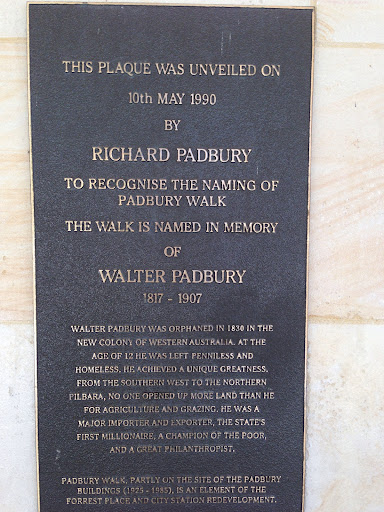 THIS PLAQUE WAS UNVEILED ON
10th MAY 1990
BY
RICHARD PADBURY
TO RECOGNISE THE NAMING OF
PADBURY WALK
THE WALK IS NAMED IN MEMORY
OF
WALTER PADBURY
1817 - 1907
WALTER PADBURY WAS ORPHANED IN 1830 IN THE
NEW COLONY OF WESTERN AUSTRALIA. AT THE
AGE OF 12 HE WAS LEFT PENNILESS AND
HOMELESS. HE ACHIEVED A UNIQUE GREATNESS,
FROM THE SOUTHERN WEST TO THE NORTHERN
PILBARA, NO ONE OPENED UP MORE LAND THAN HE
FOR AGRICULTURE AND GRAZING. HE WAS A
MAJOR IMPORTER AND EXPORTER, THE STATE'S
FIRST MILLIONAIRE, A CHAMPION OF THE POOR,
AND A GREAT PHILANTHROPIST.
PADBURY WALK, PARTLY ON THE SITE OF THE PADBURY
BUILDINGS (1925 - 1985), IS AN ELEMENT OF THE
FORREST PLACE AND CITY STATION REDEVELOPMENT.